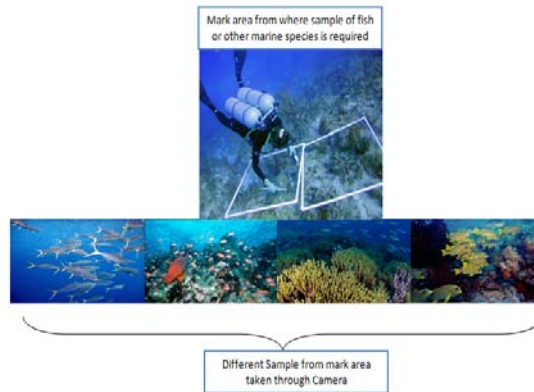 Mark area from where sample of fish
or other marine species is required
Different Sample from mark area
taken through Camera